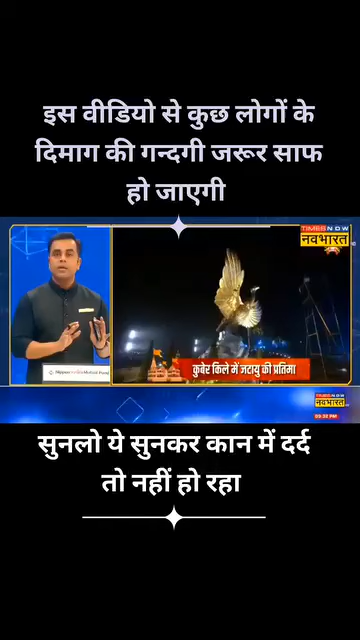 इस वीडियो से कुछ लोगों के
दिमाग की गन्दगी जरूर साफ
हो जाएगी
TIMES NOW
नवभारत
कुबेर किले में जटायु की प्रतिमा
TIMES NOW
नवभारत
सुनलो ये सुनकर कान में दर्द
तो नहीं हो रहा